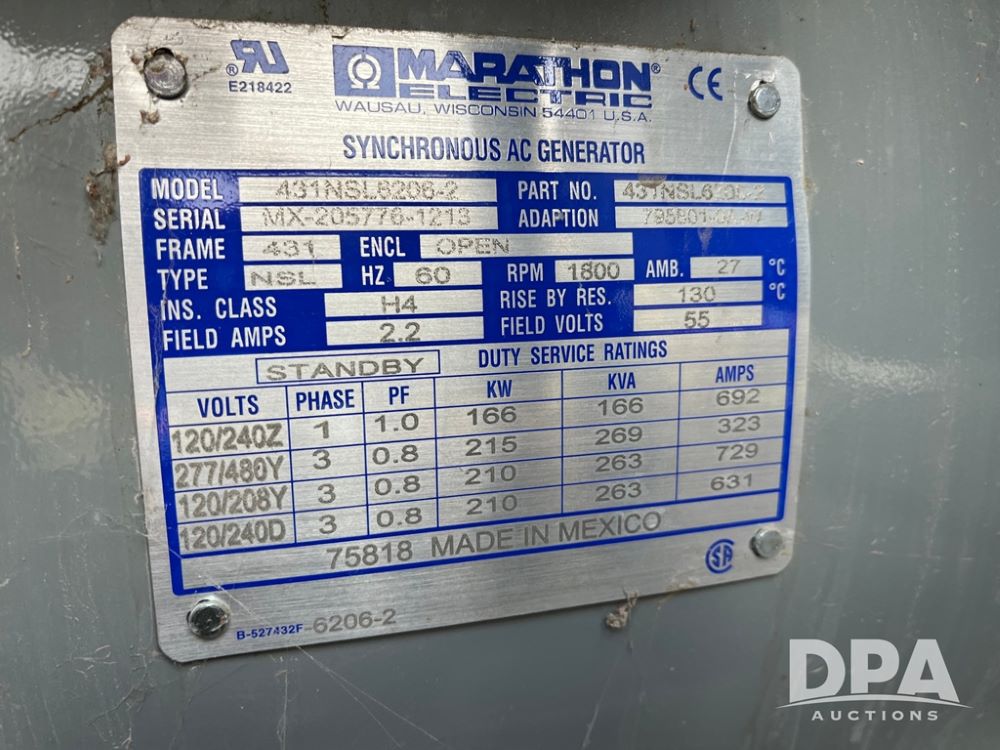 ® RU
E218422
MARATHON®
ELECTRIC
CE
WAUSAU, WISCONSIN 54401 U.S.A.
SYNCHRONOUS AC GENERATOR
MODEL 431NSL6206-2 PART NO.
SERIAL MX-205776-1213 ADAPTION
FRAME 431 ENCL OPEN
TYPE NSL HZ 60 RPM 1800 AMB. 27 °C
INS. CLASS H4 RISE BY RES. 130 °C
FIELD AMPS 2.2 FIELD VOLTS 55
STANDBY DUTY SERVICE RATINGS
VOLTS PHASE PF KW KVA AMPS
120/240Z 1 1.0 166 166 692
277/480Y 3 0.8 215 269 323
120/208Y 3 0.8 210 263 729
120/240D 3 0.8 210 263 631
75818 MADE IN MEXICO
SA
B-527432F-6206-2
DPA
AUCTIONS